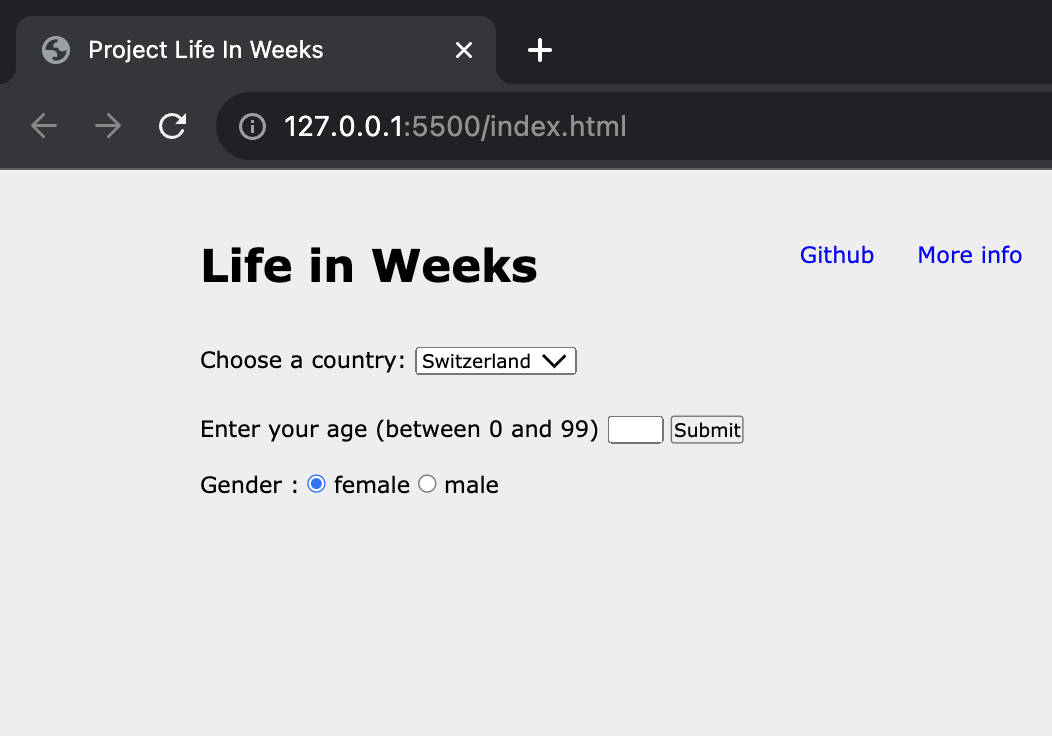 Project Life In Weeks
127.0.0.1:5500/index.html
Life in Weeks
Github More info
Choose a country: Switzerland
Enter your age (between 0 and 99) Submit
Gender : female male